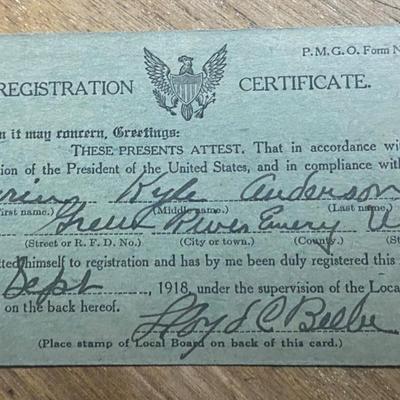 P.M.G.O. Form N
REGISTRATION CERTIFICATE.
n it may concern, Greetings:
THESE PRESENTS ATTEST. That in accordance wit
tion of the President of the United States, and in compliance with
Kyle Anderson
First name.) (Middle name.) (Last name.)
Green River Emery
(Street or R. F. D. No.) (City or town.) (County.) (St
tted himself to registration and has by me been duly registered this
Sept, 1918, under the supervision of the Loca
on the back hereof.
Lloyd C Beebe
(Place stamp of Local Board on back of this card.)